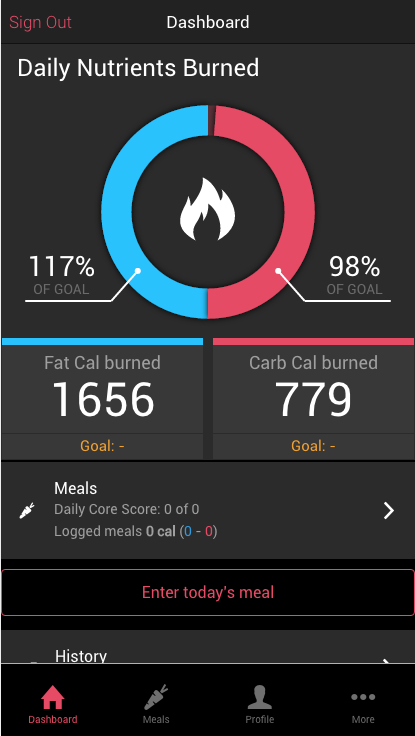 Sign Out
Dashboard
Daily Nutrients Burned
117%
OF GOAL
98%
OF GOAL
Fat Cal burned
1656
Goal: -
Carb Cal burned
779
Goal: -
Meals
Daily Core Score: 0 of 0
Logged meals 0 cal (0 - 0)
Enter today's meal
History
Dashboard
Meals
Profile
More